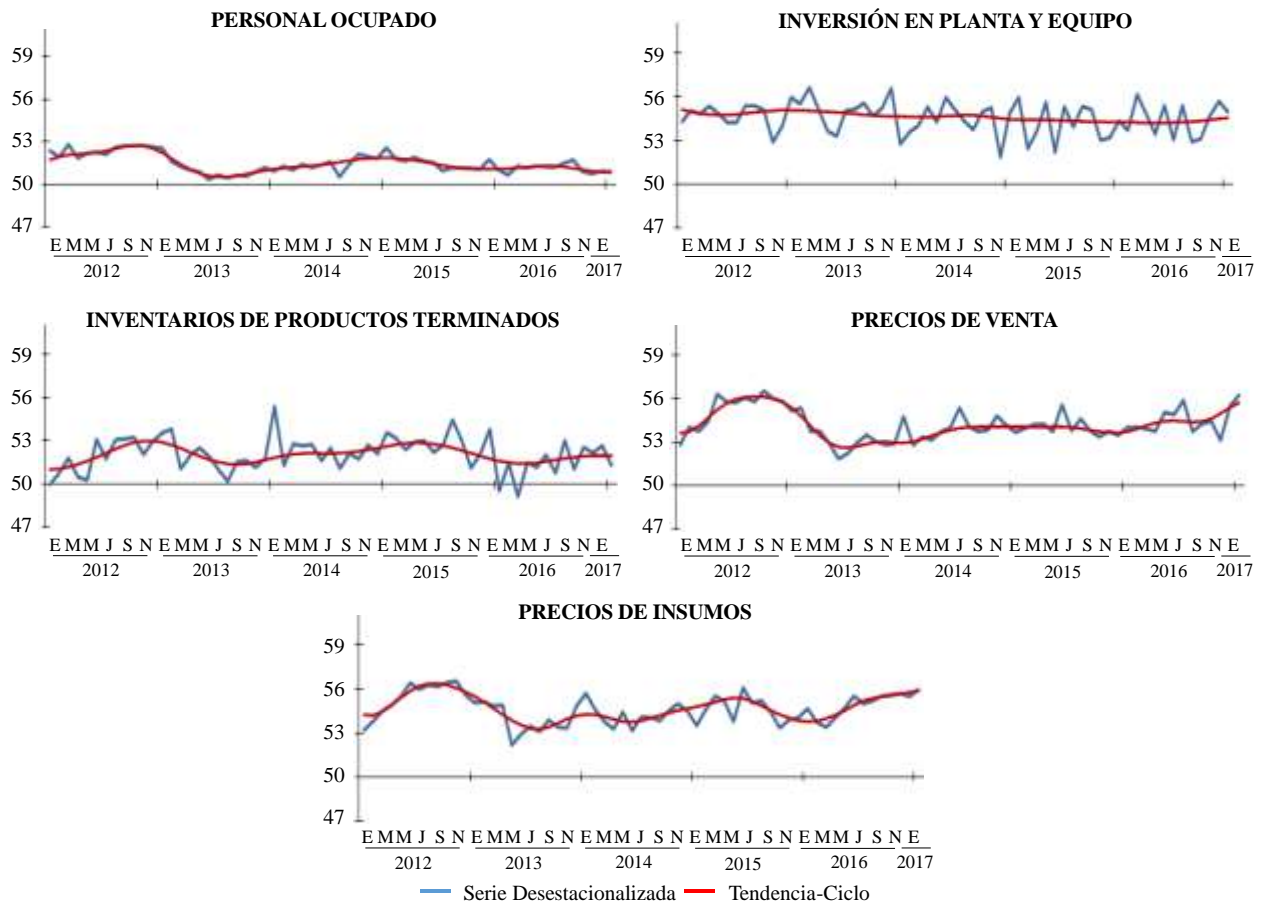 PERSONAL OCUPADO
59
56
53
50
47
E M M J S N E M M J S N E M M J S N E M M J S N E M M J S N E
2012 2013 2014 2015 2016 2017
INVERSIÓN EN PLANTA Y EQUIPO
59
56
53
50
47
E M M J S N E M M J S N E M M J S N E M M J S N E M M J S N E
2012 2013 2014 2015 2016 2017
INVENTARIOS DE PRODUCTOS TERMINADOS
59
56
53
50
47
E M M J S N E M M J S N E M M J S N E M M J S N E M M J S N E
2012 2013 2014 2015 2016 2017
PRECIOS DE VENTA
59
56
53
50
47
E M M J S N E M M J S N E M M J S N E M M J S N E M M J S N E
2012 2013 2014 2015 2016 2017
PRECIOS DE INSUMOS
59
56
53
50
47
E M M J S N E M M J S N E M M J S N E M M J S N E M M J S N E
2012 2013 2014 2015 2016 2017
Serie Desestacionalizada Tendencia-Ciclo